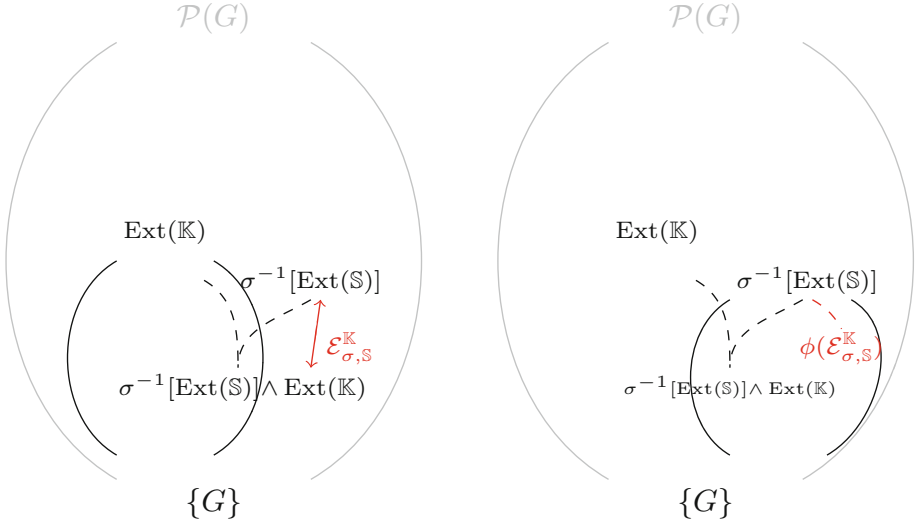 𝒫(G)
Ext(𝕂)
σ⁻¹[Ext(𝕊)]
ℰ^𝕂_{σ,𝕊}
σ⁻¹[Ext(𝕊)] ∧ Ext(𝕂)
{G}
𝒫(G)
Ext(𝕂)
σ⁻¹[Ext(𝕊)]
ϕ(ℰ^𝕂_{σ,𝕊})
σ⁻¹[Ext(𝕊)] ∧ Ext(𝕂)
{G}